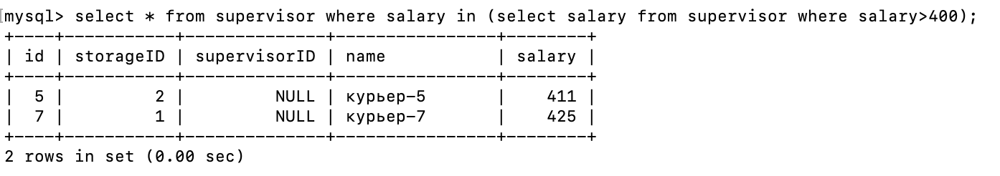 mysql> select * from supervisor where salary in (select salary from supervisor where salary>400);
+----+-----------+--------------+----------------+--------+
| id | storageID | supervisorID | name           | salary |
+----+-----------+--------------+----------------+--------+
|  5 |         2 |         NULL | курьер-5       |    411 |
|  7 |         1 |         NULL | курьер-7       |    425 |
+----+-----------+--------------+----------------+--------+
2 rows in set (0.00 sec)